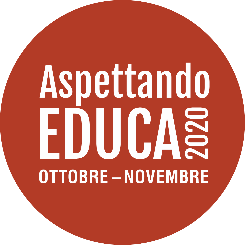 Aspettando
EDUCA 2020
OTTOBRE – NOVEMBRE